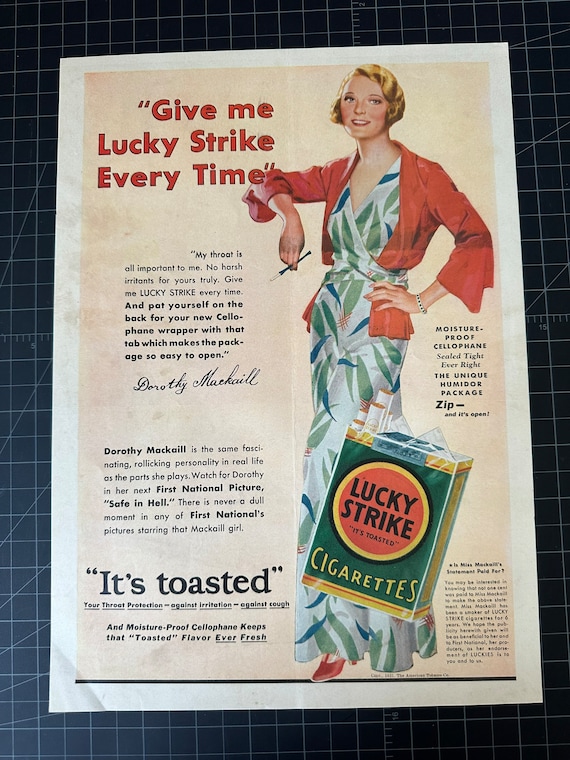 "Give me
Lucky Strike
Every Time"
"My throat is
all important to me. No harsh
irritants for yours truly. Give
me LUCKY STRIKE every time.
And pat yourself on the
back for your new Cello-
phane wrapper with that
tab which makes the pack-
age so easy to open."
Dorothy Mackaill
MOISTURE-
PROOF
CELLOPHANE
Sealed Tight
Ever Right
THE UNIQUE
HUMIDOR
PACKAGE
Zip—
and it's open!
Dorothy Mackaill is the same fasci-
nating, rollicking personality in real life
as the parts she plays. Watch for Dorothy
in her next First National Picture,
"Safe in Hell." There is never a dull
moment in any of First National's
pictures starring that Mackaill girl.
LUCKY
STRIKE
"IT'S TOASTED"
CIGARETTES
"It's toasted"
Your Throat Protection—against irritation—against cough
And Moisture-Proof Cellophane Keeps
that "Toasted" Flavor Ever Fresh
Is Miss Mackaill's
Statement Paid For?
You may be interested in
knowing that not one cent
was paid to Miss Mackaill
to make the above state-
ment. Miss Mackaill has
been a smoker of LUCKY
STRIKE cigarettes for 6
years. We hope the pub-
licity herewith given will
be as beneficial to her and
to First National, her pro-
ducers, as her endorse-
ment of LUCKIES is to
you and to us.
Copr., 1931, The American Tobacco Co.
5
15
16